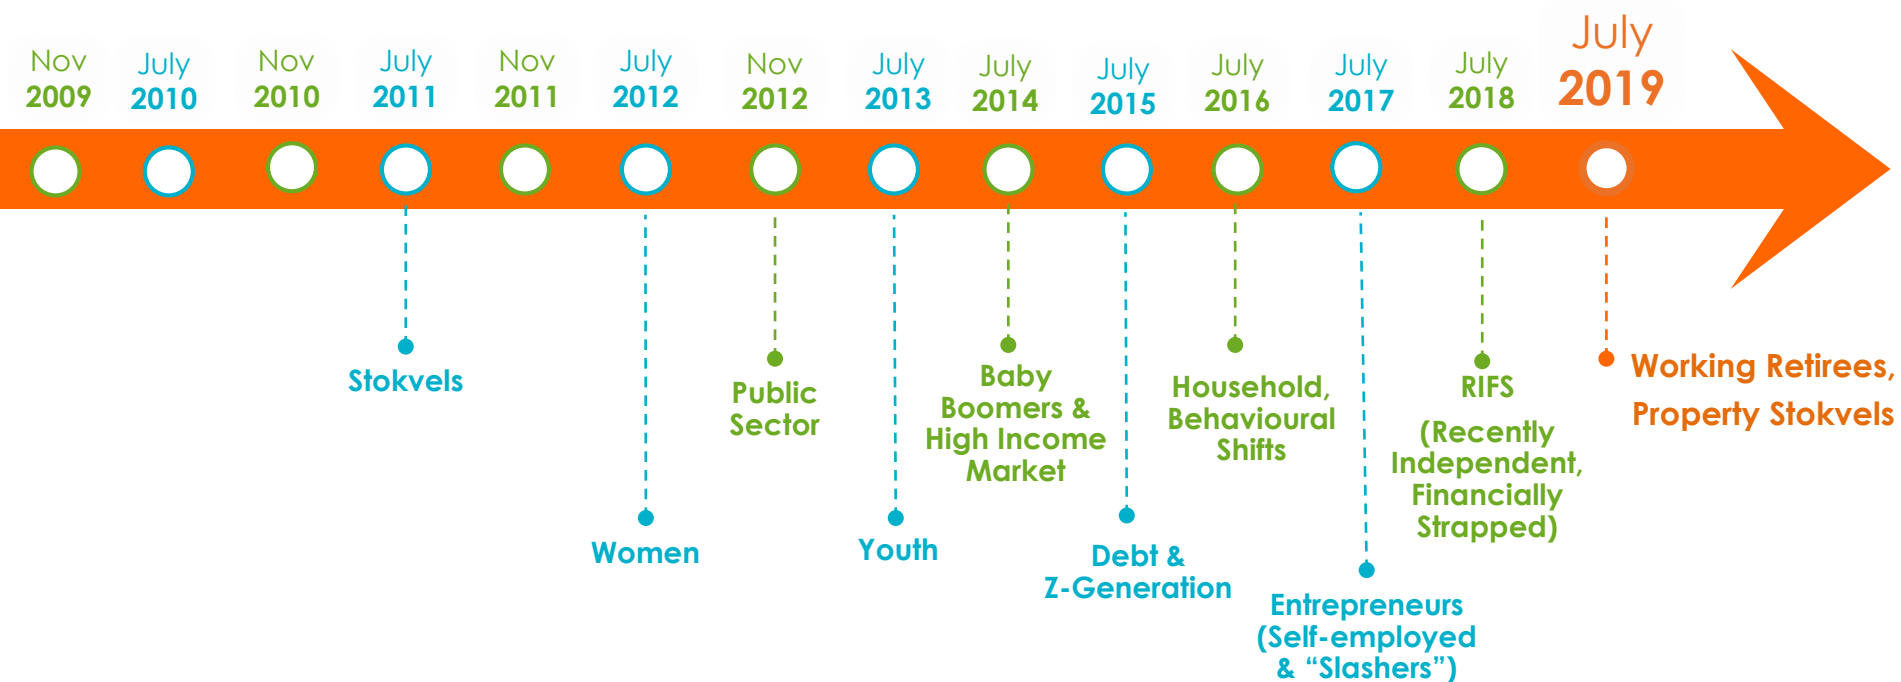 Nov
2009
July
2010
Nov
2010
July
2011
Nov
2011
July
2012
Nov
2012
July
2013
July
2014
July
2015
July
2016
July
2017
July
2018
July
2019
Stokvels
Women
Public
Sector
Youth
Baby
Boomers &
High Income
Market
Debt &
Z-Generation
Household,
Behavioural
Shifts
Entrepreneurs
(Self-employed
& “Slashers”)
RIFS
(Recently
Independent,
Financially
Strapped)
Working Retirees,
Property Stokvels